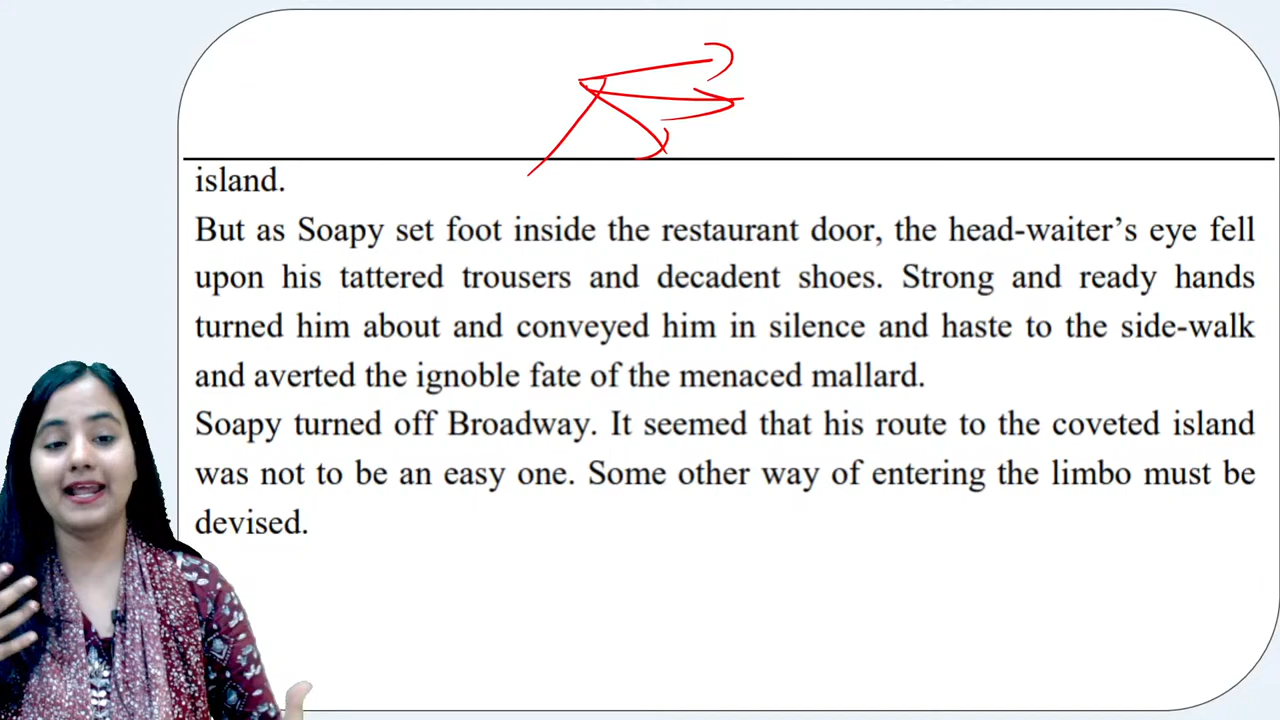 island.
But as Soapy set foot inside the restaurant door, the head-waiter’s eye fell
upon his tattered trousers and decadent shoes. Strong and ready hands
turned him about and conveyed him in silence and haste to the side-walk
and averted the ignoble fate of the menaced mallard.
Soapy turned off Broadway. It seemed that his route to the coveted island
was not to be an easy one. Some other way of entering the limbo must be
devised.